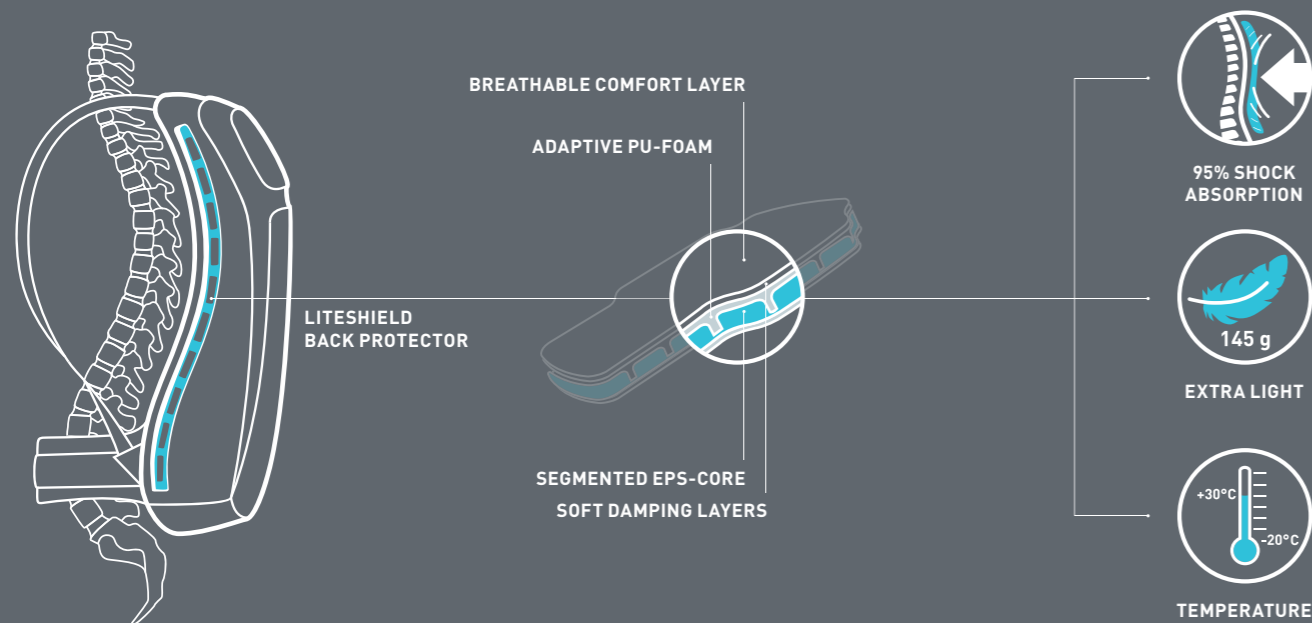 BREATHABLE COMFORT LAYER
ADAPTIVE PU-FOAM
LITESHIELD
BACK PROTECTOR
SEGMENTED EPS-CORE
SOFT DAMPING LAYERS
95% SHOCK
ABSORPTION
145 g
EXTRA LIGHT
+30°C
-20°C
TEMPERATURE